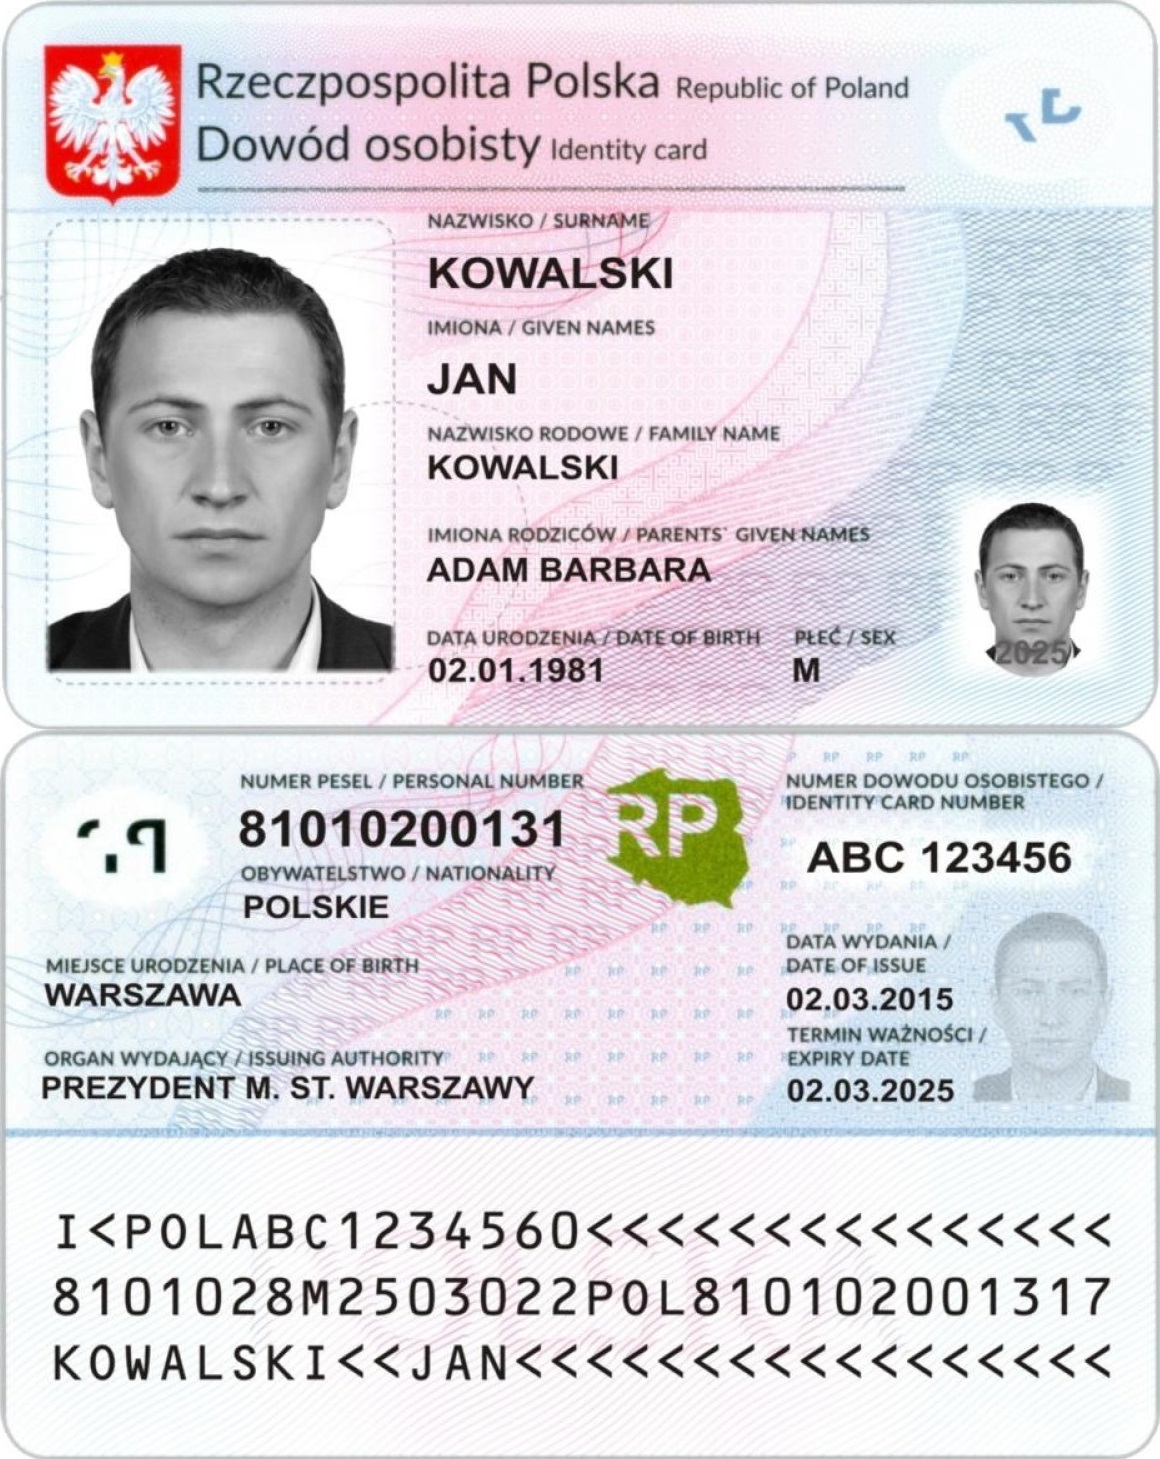 Rzeczpospolita Polska Republic of Poland
Dowód osobisty Identity card
NAZWISKO / SURNAME
KOWALSKI
IMIONA / GIVEN NAMES
JAN
NAZWISKO RODOWE / FAMILY NAME
KOWALSKI
IMIONA RODZICÓW / PARENTS` GIVEN NAMES
ADAM BARBARA
DATA URODZENIA / DATE OF BIRTH PŁEĆ / SEX
02.01.1981 M
2025
NUMER PESEL / PERSONAL NUMBER
81010200131
OBYWATELSTWO / NATIONALITY
POLSKIE
MIEJSCE URODZENIA / PLACE OF BIRTH
WARSZAWA
ORGAN WYDAJĄCY / ISSUING AUTHORITY
PREZYDENT M. ST. WARSZAWY
RP
NUMER DOWODU OSOBISTEGO /
IDENTITY CARD NUMBER
ABC 123456
DATA WYDANIA /
DATE OF ISSUE
02.03.2015
TERMIN WAŻNOŚCI /
EXPIRY DATE
02.03.2025
I<POLABC1234560<<<<<<<<<<<<<<<
8101028M2503022POL810102001317
KOWALSKI<<JAN<<<<<<<<<<<<<<<<<